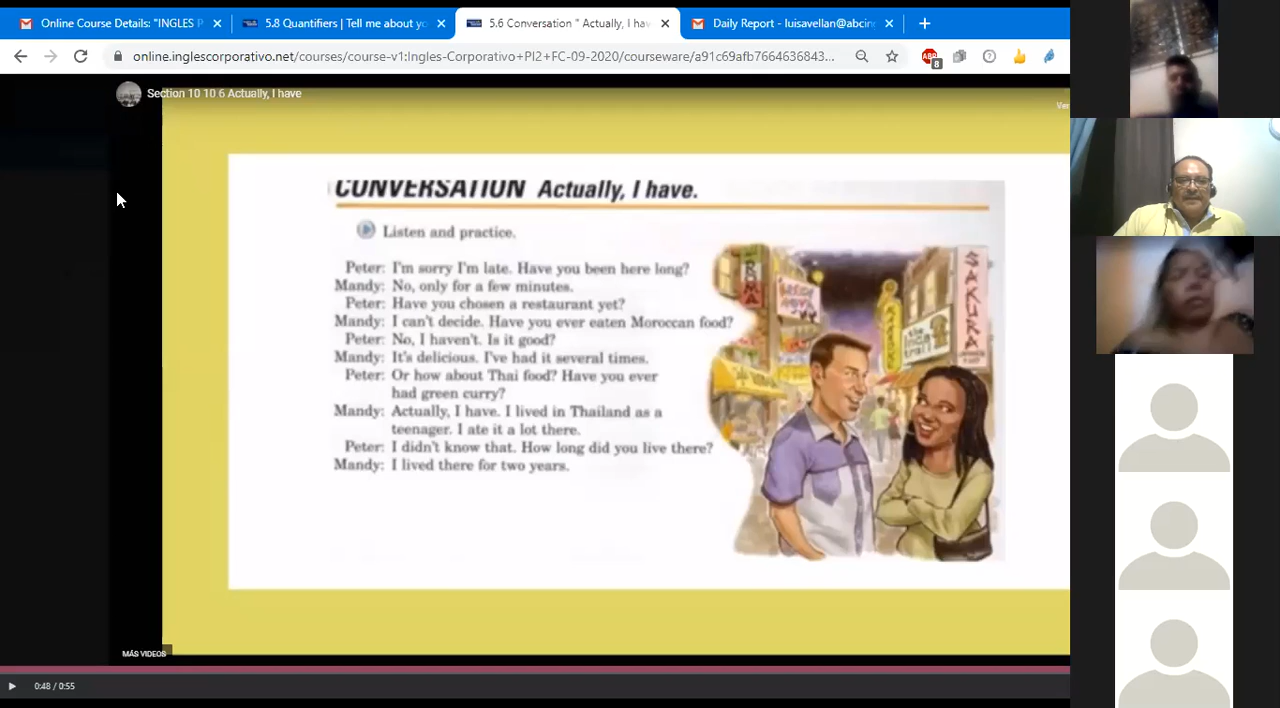 Online Course Details: "INGLES P
5.8 Quantifiers | Tell me about yo
5.6 Conversation " Actually, I hav
Daily Report - luisavellan@abcin
online.inglescorporativo.net/courses/course-v1:Ingles-Corporativo+PI2+FC-09-2020/courseware/a91c69afb7664636843...
ABP
8
Section 10 10 6 Actually, I have
Ver
CONVERSATION Actually, I have.
Listen and practice.
Peter: I'm sorry I'm late. Have you been here long?
Mandy: No, only for a few minutes.
Peter: Have you chosen a restaurant yet?
Mandy: I can't decide. Have you ever eaten Moroccan food?
Peter: No, I haven't. Is it good?
Mandy: It's delicious. I've had it several times.
Peter: Or how about Thai food? Have you ever
had green curry?
Mandy: Actually, I have. I lived in Thailand as a
teenager. I ate it a lot there.
Peter: I didn't know that. How long did you live there?
Mandy: I lived there for two years.
ROMA
SAKURA
MÁS VIDEOS
0:48 / 0:55